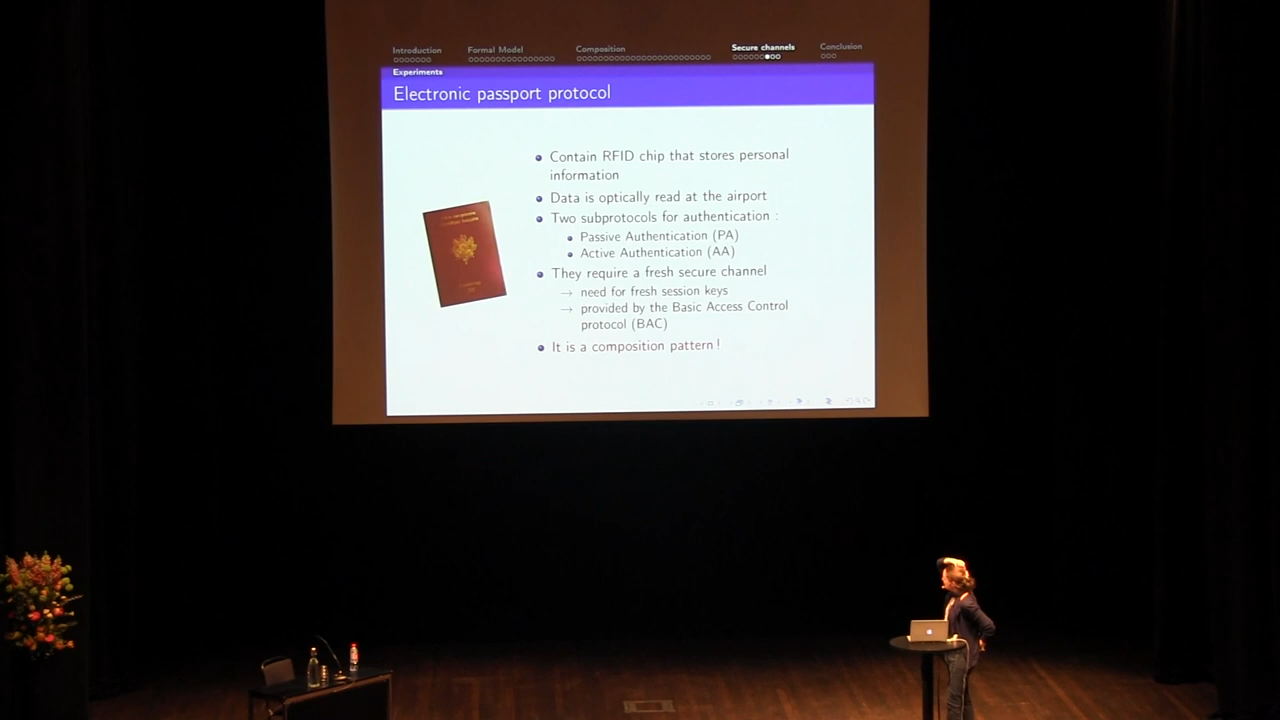 Introduction
Formal Model
Composition
Secure channels
Conclusion
Experiments
Electronic passport protocol
Contain RFID chip that stores personal
information
Data is optically read at the airport
Two subprotocols for authentication :
Passive Authentication (PA)
Active Authentication (AA)
They require a fresh secure channel
→ need for fresh session keys
→ provided by the Basic Access Control
protocol (BAC)
It is a composition pattern !